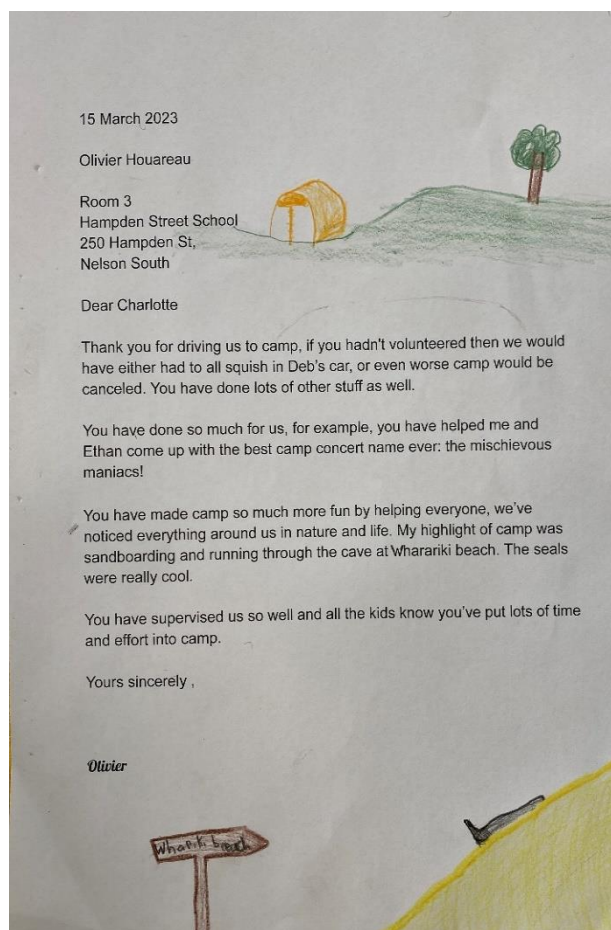 15 March 2023
Olivier Houareau
Room 3
Hampden Street School
250 Hampden St,
Nelson South
Dear Charlotte
Thank you for driving us to camp, if you hadn't volunteered then we would
have either had to all squish in Deb's car, or even worse camp would be
canceled. You have done lots of other stuff as well.
You have done so much for us, for example, you have helped me and
Ethan come up with the best camp concert name ever: the mischievous
maniacs!
You have made camp so much more fun by helping everyone, we've
noticed everything around us in nature and life. My highlight of camp was
sandboarding and running through the cave at Wharariki beach. The seals
were really cool.
You have supervised us so well and all the kids know you've put lots of time
and effort into camp.
Yours sincerely ,
Olivier